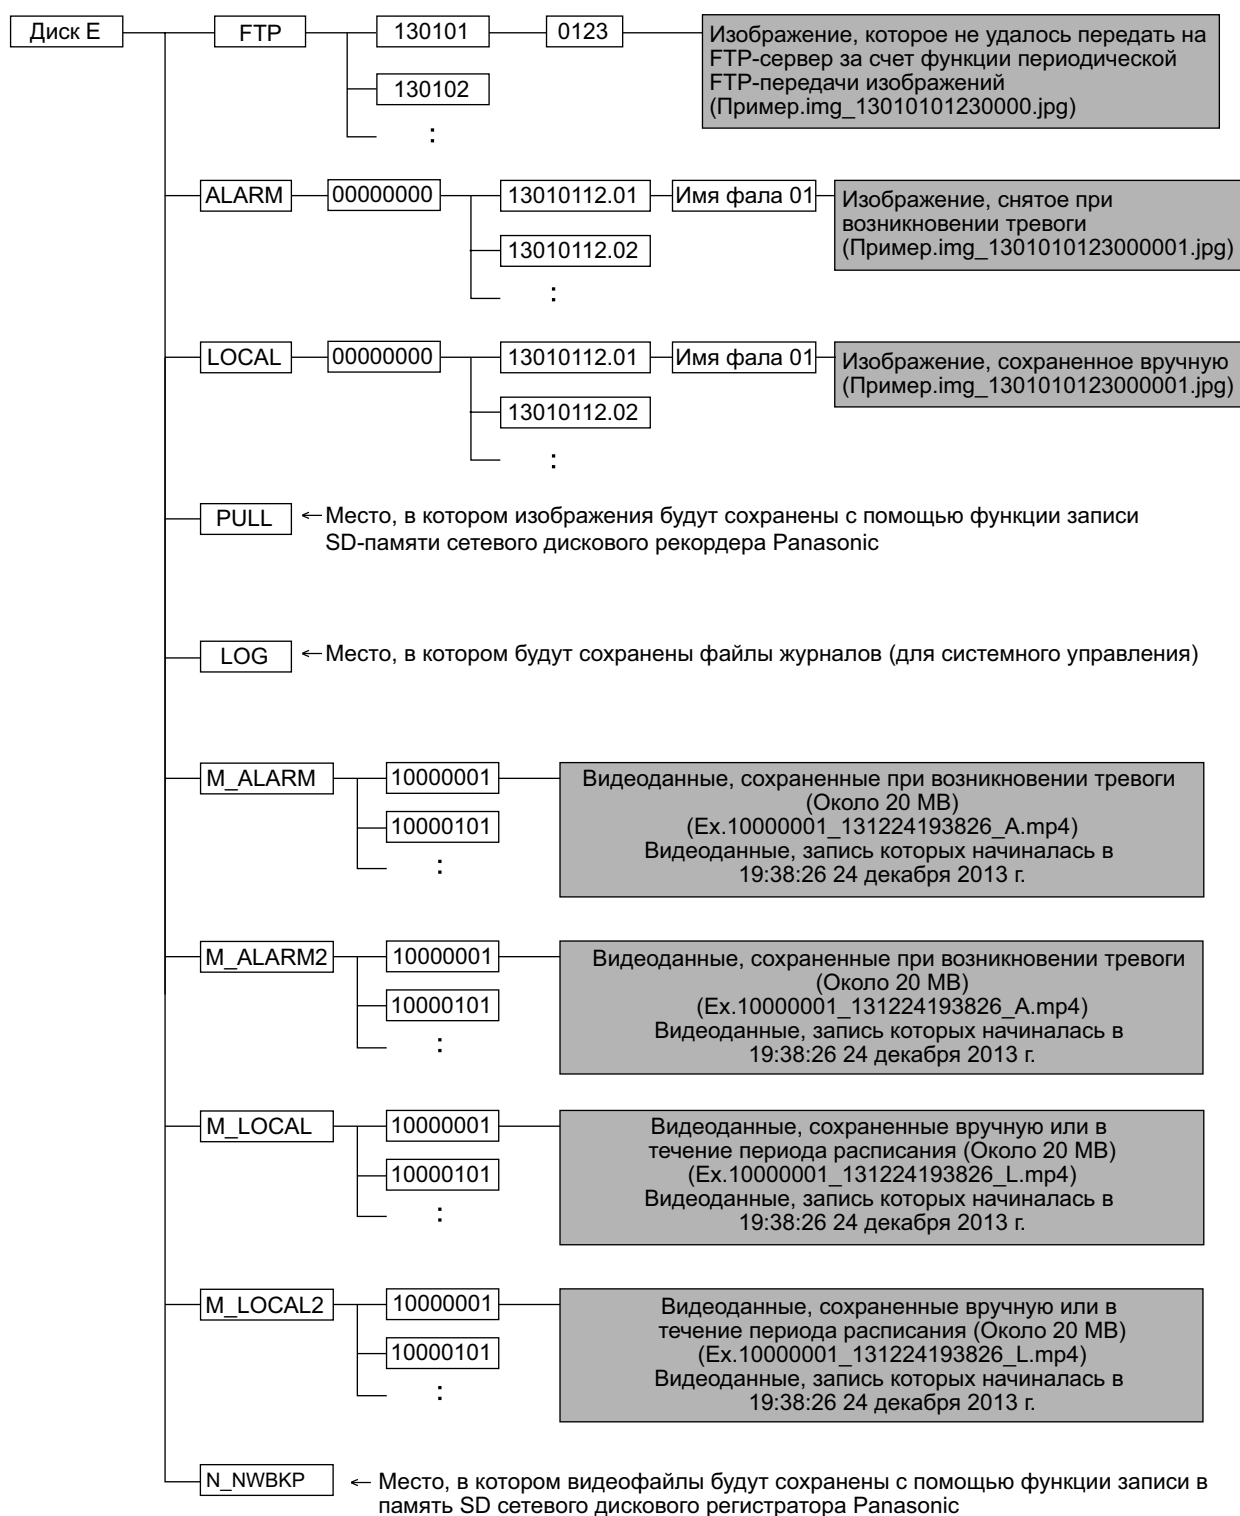 Диск E
FTP
130101
0123
Изображение, которое не удалось передать на
FTP-сервер за счет функции периодической
FTP-передачи изображений
(Пример.img_13010101230000.jpg)
130102
:
ALARM
00000000
13010112.01
Имя фала 01
Изображение, снятое при
возникновении тревоги
(Пример.img_1301010123000001.jpg)
13010112.02
:
LOCAL
00000000
13010112.01
Имя фала 01
Изображение, сохраненное вручную
(Пример.img_1301010123000001.jpg)
13010112.02
:
PULL
← Место, в котором изображения будут сохранены с помощью функции записи
SD-памяти сетевого дискового рекордера Panasonic
LOG
← Место, в котором будут сохранены файлы журналов (для системного управления)
M_ALARM
10000001
Видеоданные, сохраненные при возникновении тревоги
(Около 20 MB)
(Ex.10000001_131224193826_A.mp4)
Видеоданные, запись которых начиналась в
19:38:26 24 декабря 2013 г.
10000101
:
M_ALARM2
10000001
Видеоданные, сохраненные при возникновении тревоги
(Около 20 MB)
(Ex.10000001_131224193826_A.mp4)
Видеоданные, запись которых начиналась в
19:38:26 24 декабря 2013 г.
10000101
:
M_LOCAL
10000001
Видеоданные, сохраненные вручную или в
течение периода расписания (Около 20 MB)
(Ex.10000001_131224193826_L.mp4)
Видеоданные, запись которых начиналась в
19:38:26 24 декабря 2013 г.
10000101
:
M_LOCAL2
10000001
Видеоданные, сохраненные вручную или в
течение периода расписания (Около 20 MB)
(Ex.10000001_131224193826_L.mp4)
Видеоданные, запись которых начиналась в
19:38:26 24 декабря 2013 г.
10000101
:
N_NWBKP
← Место, в котором видеофайлы будут сохранены с помощью функции записи в
память SD сетевого дискового регистратора Panasonic